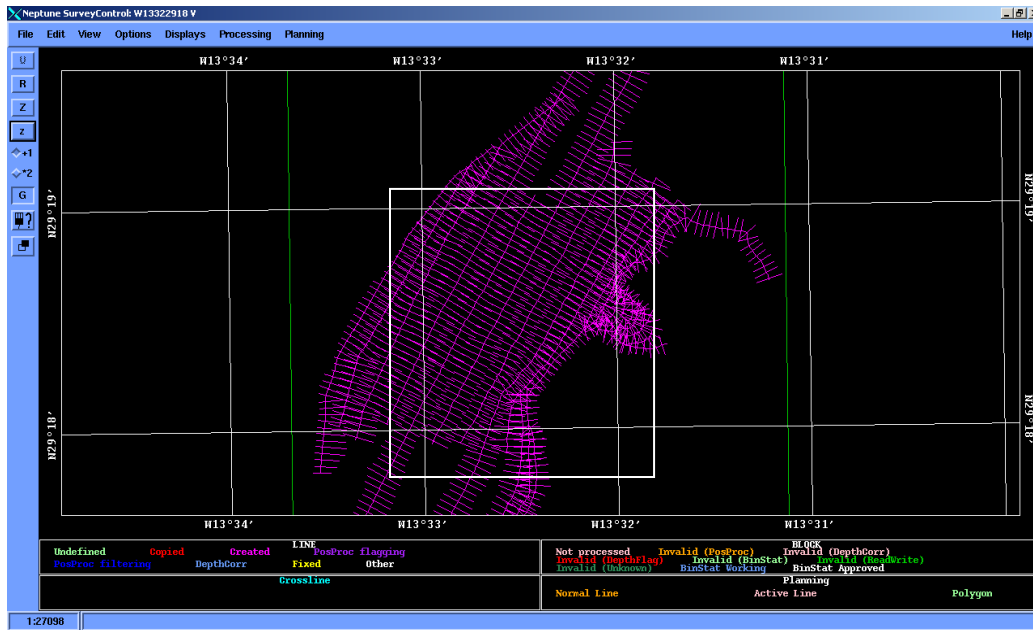 Neptune SurveyControl: W13322918 V
File Edit View Options Displays Processing Planning Help
U
R
Z
z
+1
*2
G
?
W13°34′ W13°33′ W13°32′ W13°31′
N29°19′ N29°19′
N29°18′ N29°18′
W13°34′ W13°33′ W13°32′ W13°31′
LINE
Undefined Copied Created PosProc flagging
PosProc filtering DepthCorr Fixed Other
BLOCK
Not processed Invalid (PosProc) Invalid (DepthCorr)
Invalid (DepthFlag) Invalid (BinStat) Invalid (ReadWrite)
Invalid (Unknown) BinStat Working BinStat Approved
Crossline
Planning
Normal Line Active Line Polygon
1:27098